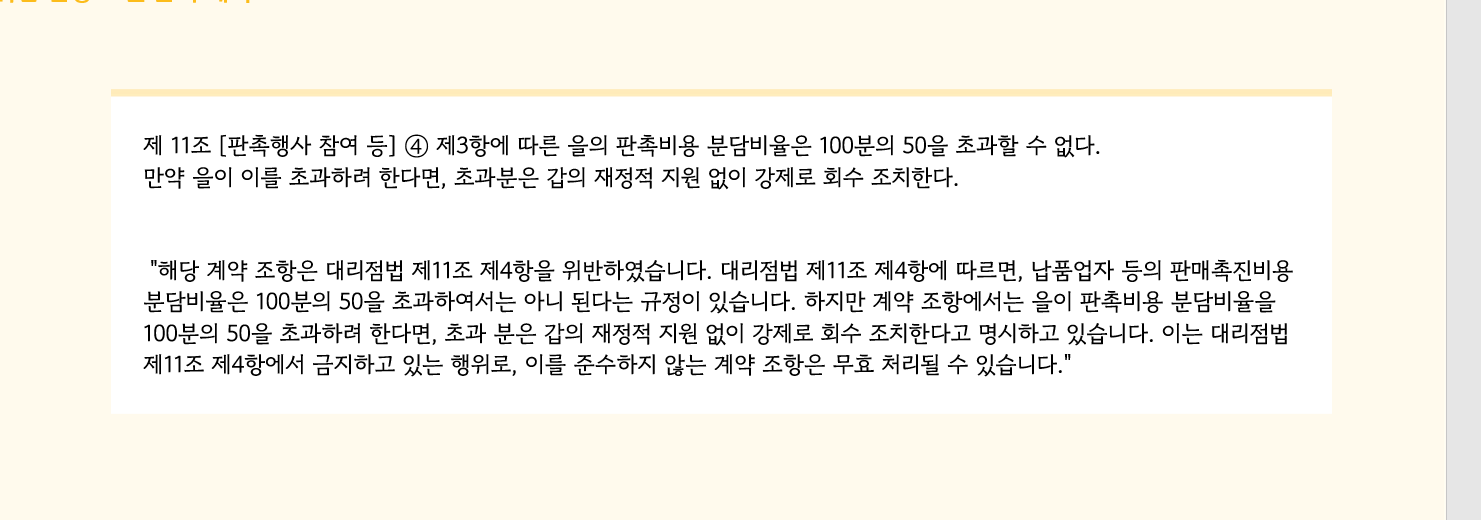 제 11조 [판촉행사 참여 등] ④ 제3항에 따른 을의 판촉비용 분담비율은 100분의 50을 초과할 수 없다.
만약 을이 이를 초과하려 한다면, 초과분은 갑의 재정적 지원 없이 강제로 회수 조치한다.
"해당 계약 조항은 대리점법 제11조 제4항을 위반하였습니다. 대리점법 제11조 제4항에 따르면, 납품업자 등의 판매촉진비용
분담비율은 100분의 50을 초과하여서는 아니 된다는 규정이 있습니다. 하지만 계약 조항에서는 을이 판촉비용 분담비율을
100분의 50을 초과하려 한다면, 초과 분은 갑의 재정적 지원 없이 강제로 회수 조치한다고 명시하고 있습니다. 이는 대리점법
제11조 제4항에서 금지하고 있는 행위로, 이를 준수하지 않는 계약 조항은 무효 처리될 수 있습니다."